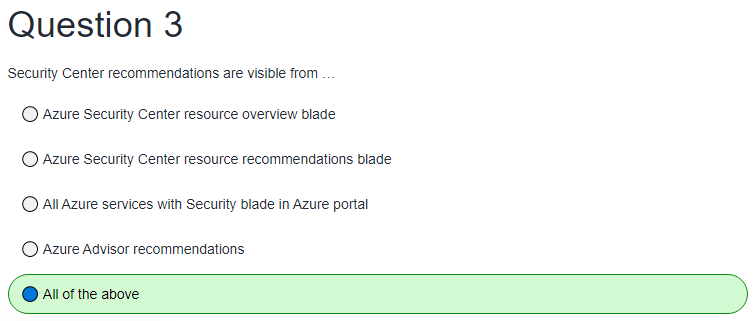 Question 3
Security Center recommendations are visible from ...
Azure Security Center resource overview blade
Azure Security Center resource recommendations blade
All Azure services with Security blade in Azure portal
Azure Advisor recommendations
All of the above